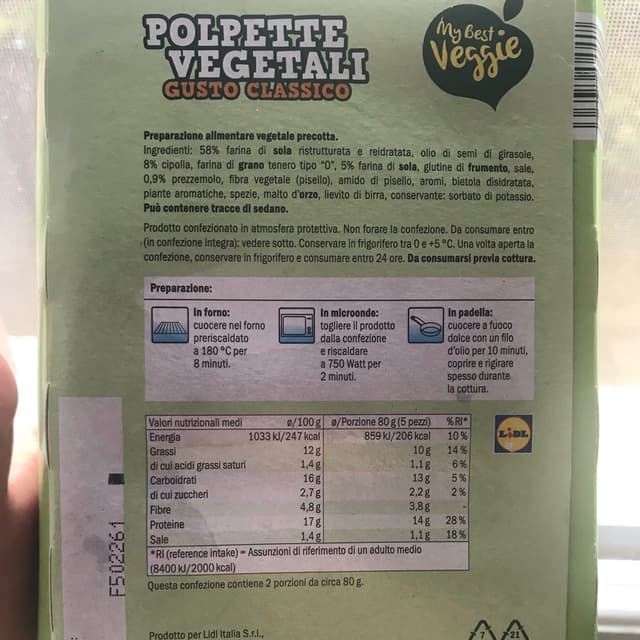 POLPETTE
VEGETALI
GUSTO CLASSICO
My Best
Veggie
Preparazione alimentare vegetale precotta.
Ingredienti: 58% farina di sola ristrutturata e reidratata, olio di semi di girasole,
8% cipolla, farina di grano tenero tipo "0", 5% farina di sola, glutine di frumento, sale,
0,9% prezzemolo, fibra vegetale (pisello), amido di pisello, aromi, bietola disidratata,
piante aromatiche, spezie, malto d'orzo, lievito di birra, conservante: sorbato di potassio.
Può contenere tracce di sedano.
Prodotto confezionato in atmosfera protettiva. Non forare la confezione. Da consumare entro
(in confezione integra): vedere sotto. Conservare in frigorifero tra 0 e +5 °C. Una volta aperta la
confezione, conservare in frigorifero e consumare entro 24 ore. Da consumarsi previa cottura.
Preparazione:
In forno:
cuocere nel forno
preriscaldato
a 180 °C per
8 minuti.
In microonde:
togliere il prodotto
dalla confezione
e riscaldare
a 750 Watt per
2 minuti.
In padella:
cuocere a fuoco
dolce con un filo
d'olio per 10 minuti,
coprire e rigirare
spesso durante
la cottura.
Valori nutrizionali medi ø/100 g ø/Porzione 80 g (5 pezzi) %RI*
Energia 1033 kJ/247 kcal 859 kJ/206 kcal 10 %
Grassi 12 g 10 g 14 %
di cui acidi grassi saturi 1,4 g 1,1 g 6 %
Carboidrati 16 g 13 g 5 %
di cui zuccheri 2,7 g 2,2 g 2 %
Fibre 4,8 g 3,8 g -
Proteine 17 g 14 g 28 %
Sale 1,4 g 1,1 g 18 %
*RI (reference intake) = Assunzioni di riferimento di un adulto medio
(8400 kJ/2000 kcal)
Questa confezione contiene 2 porzioni da circa 80 g.
LIDL
F502261
Prodotto per Lidl Italia S.r.l.,
7
21